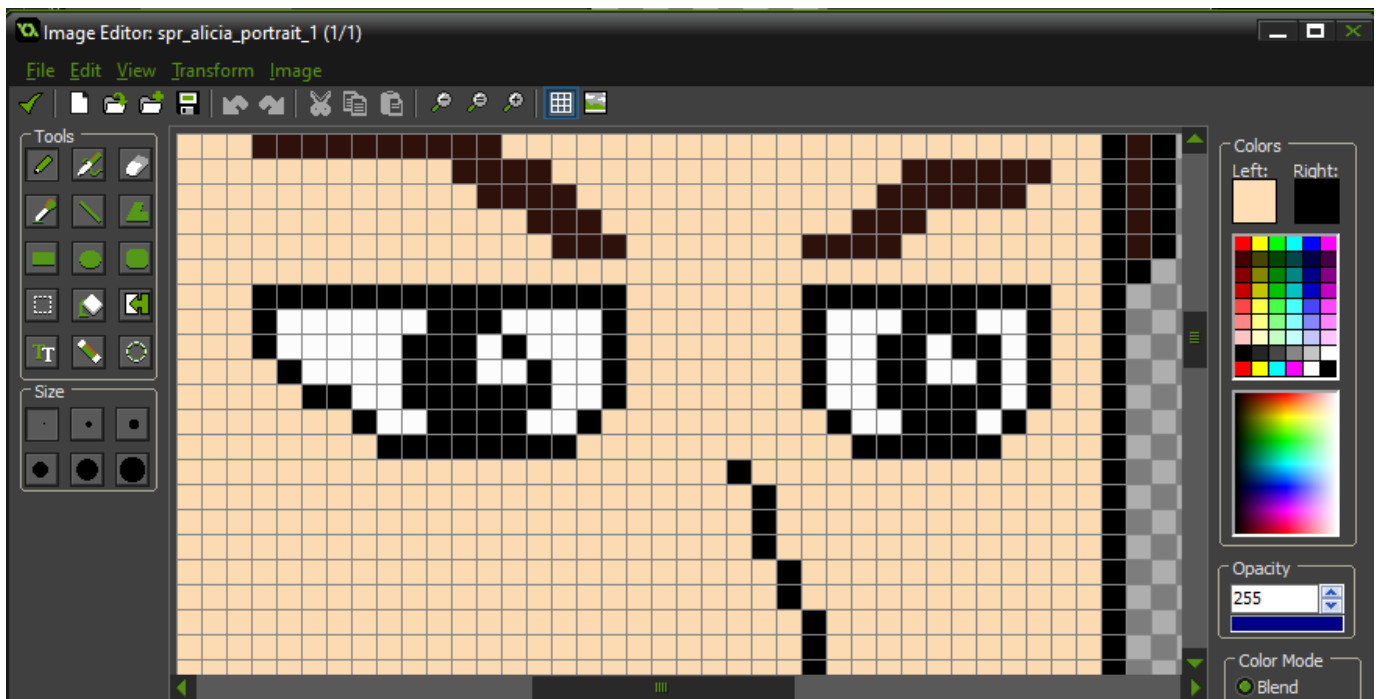 Image Editor: spr_alicia_portrait_1 (1/1)
File Edit View Transform Image
Tools
TT
Size
Colors
Left: Right:
Opacity
255
Color Mode
Blend